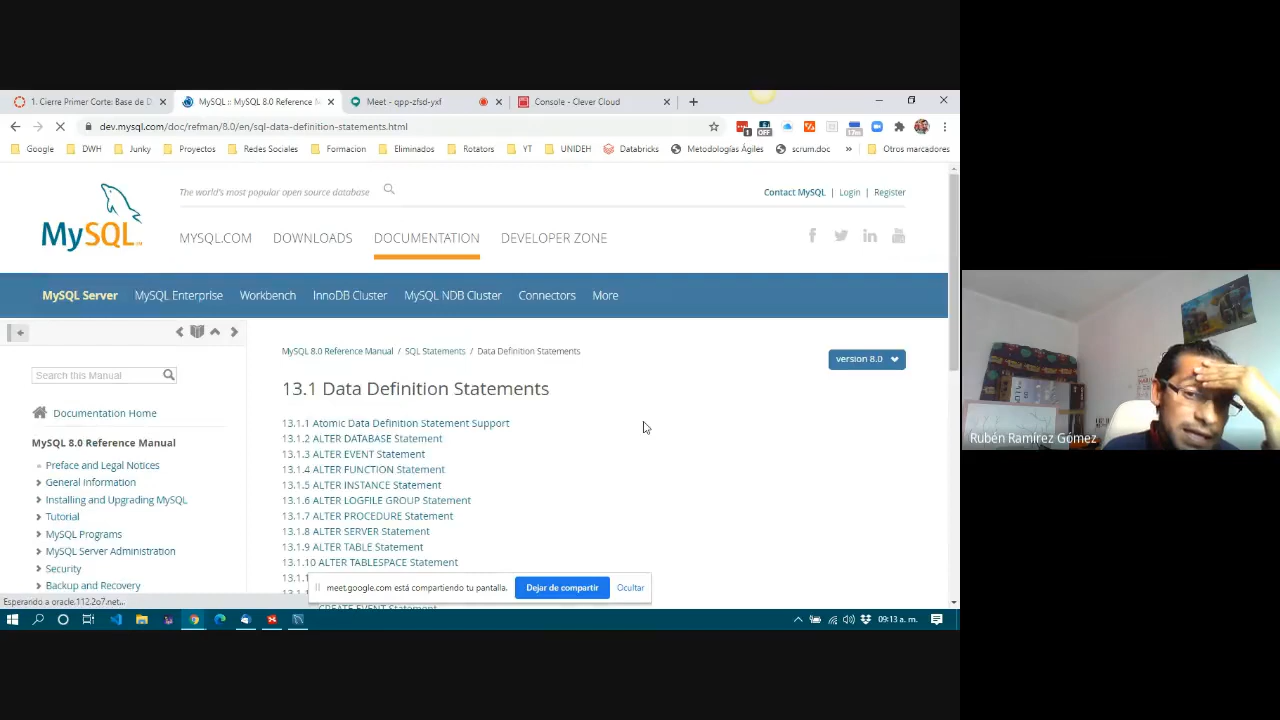 1. Cierre Primer Corte: Base de D
MySQL :: MySQL 8.0 Reference M
Meet - qpp-zfsd-yxf
Console - Clever Cloud
dev.mysql.com/doc/refman/8.0/en/sql-data-definition-statements.html
1
OFF
17m
Google
DWH
Junky
Proyectos
Redes Sociales
Formacion
Eliminados
Rotators
YT
UNIDEH
Databricks
Metodologías Ágiles
scrum.doc
»
Otros marcadores
MySQL
The world's most popular open source database
Contact MySQL | Login | Register
MYSQL.COM
DOWNLOADS
DOCUMENTATION
DEVELOPER ZONE
MySQL Server
MySQL Enterprise
Workbench
InnoDB Cluster
MySQL NDB Cluster
Connectors
More
Search this Manual
Documentation Home
MySQL 8.0 Reference Manual
Preface and Legal Notices
General Information
Installing and Upgrading MySQL
Tutorial
MySQL Programs
MySQL Server Administration
Security
Backup and Recovery
MySQL 8.0 Reference Manual / SQL Statements / Data Definition Statements
version 8.0
13.1 Data Definition Statements
13.1.1 Atomic Data Definition Statement Support
13.1.2 ALTER DATABASE Statement
13.1.3 ALTER EVENT Statement
13.1.4 ALTER FUNCTION Statement
13.1.5 ALTER INSTANCE Statement
13.1.6 ALTER LOGFILE GROUP Statement
13.1.7 ALTER PROCEDURE Statement
13.1.8 ALTER SERVER Statement
13.1.9 ALTER TABLE Statement
13.1.10 ALTER TABLESPACE Statement
meet.google.com está compartiendo tu pantalla.
Dejar de compartir
Ocultar
CREATE EVENT Statement
Esperando a oracle.112.2o7.net...
09:13 a. m.
Rubén Ramírez Gómez